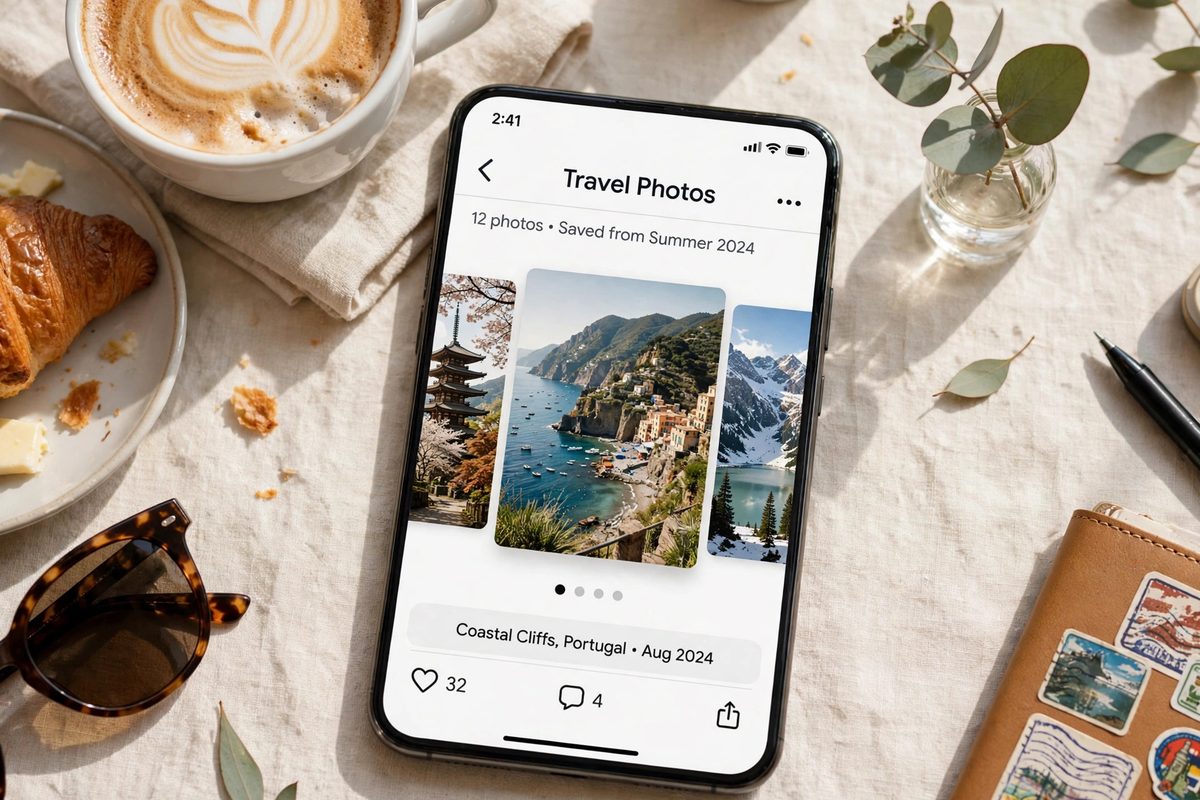 2:41
Travel Photos
12 photos • Saved from Summer 2024
Coastal Cliffs, Portugal • Aug 2024
32
4